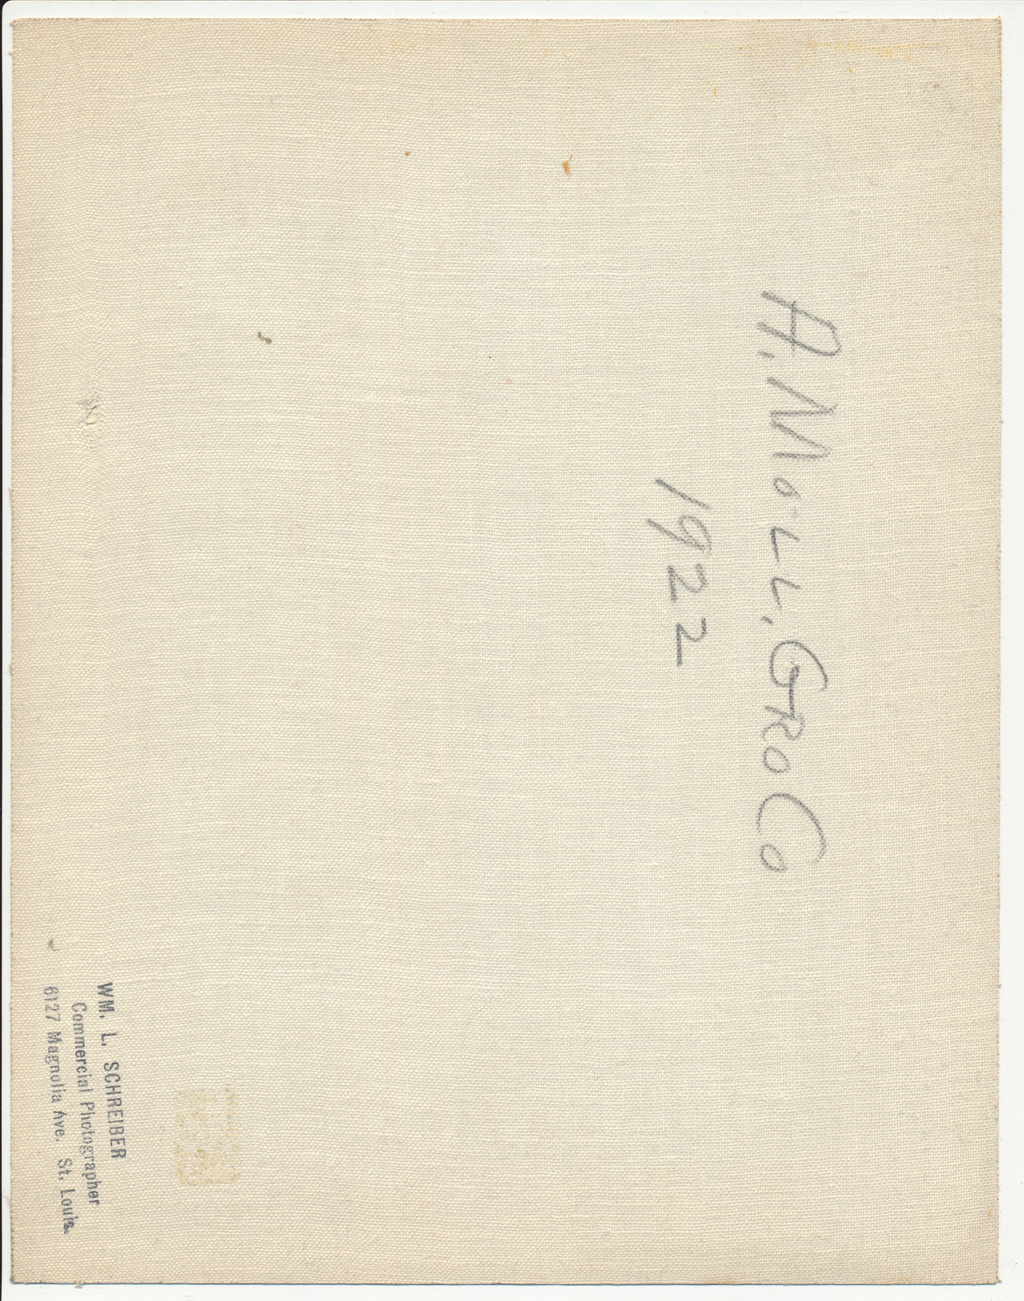 A. MOLL. GRO CO
1922
WM. L. SCHREIBER
Commercial Photographer
6127 Magnolia Ave. St. Louis.